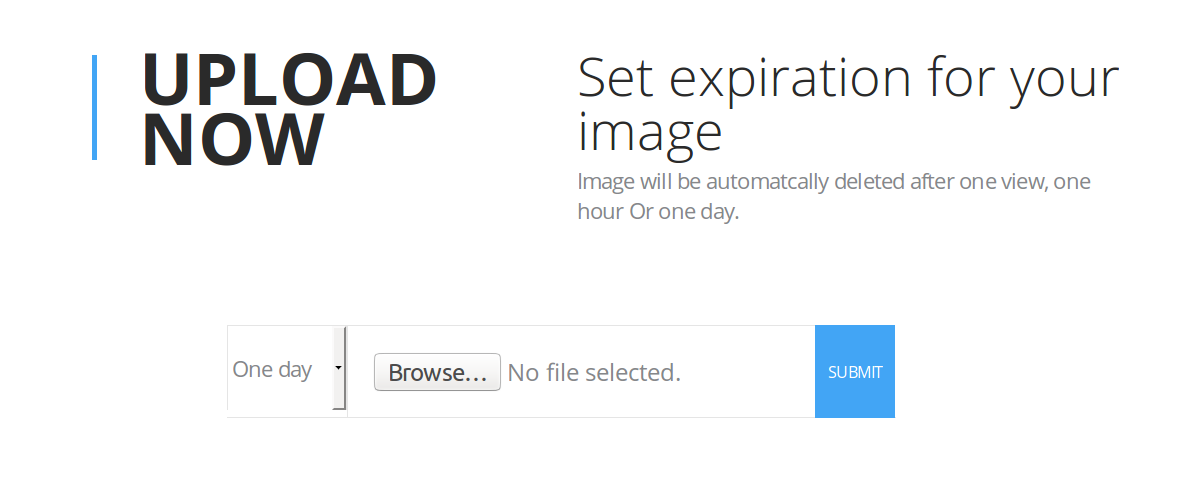 UPLOAD
NOW
Set expiration for your
image
Image will be automatcally deleted after one view, one
hour Or one day.
One day
Browse...
No file selected.
SUBMIT